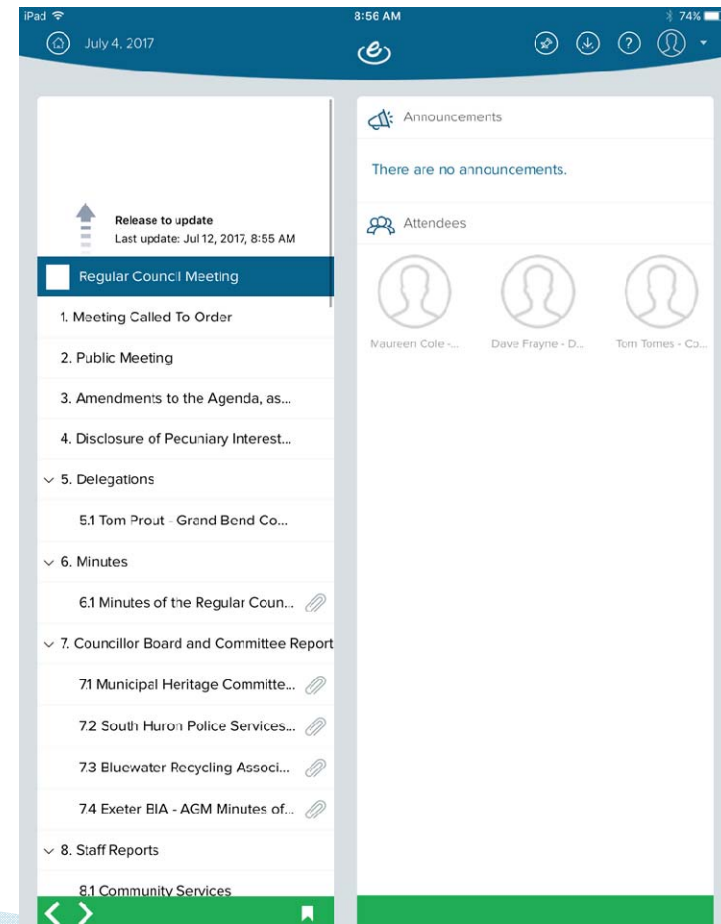 iPad
8:56 AM
74%
July 4, 2017
e
?
Release to update
Last update: Jul 12, 2017, 8:55 AM
Regular Council Meeting
1. Meeting Called To Order
2. Public Meeting
3. Amendments to the Agenda, as...
4. Disclosure of Pecuniary Interest...
5. Delegations
5.1 Tom Prout - Grand Bend Co...
6. Minutes
6.1 Minutes of the Regular Coun...
7. Councillor Board and Committee Report
7.1 Municipal Heritage Committe...
7.2 South Huron Police Services...
7.3 Bluewater Recycling Associ...
7.4 Exeter BIA - AGM Minutes of...
8. Staff Reports
8.1 Community Services
Announcements
There are no announcements.
Attendees
Maureen Cole -...
Dave Frayne - D...
Tom Tomes - Co...